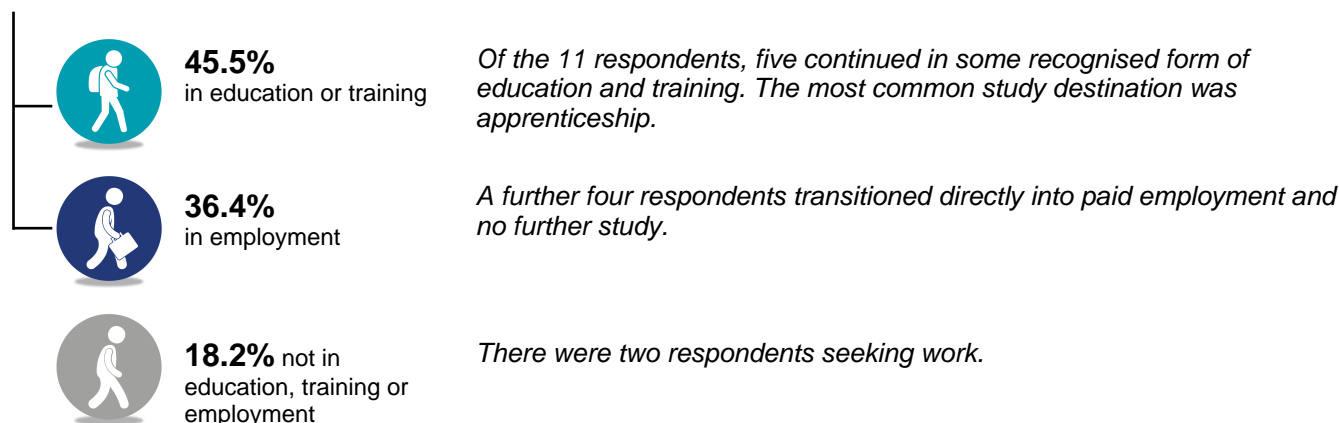 45.5%
in education or training
Of the 11 respondents, five continued in some recognised form of
education and training. The most common study destination was
apprenticeship.
36.4%
in employment
A further four respondents transitioned directly into paid employment and
no further study.
18.2% not in
education, training or
employment
There were two respondents seeking work.